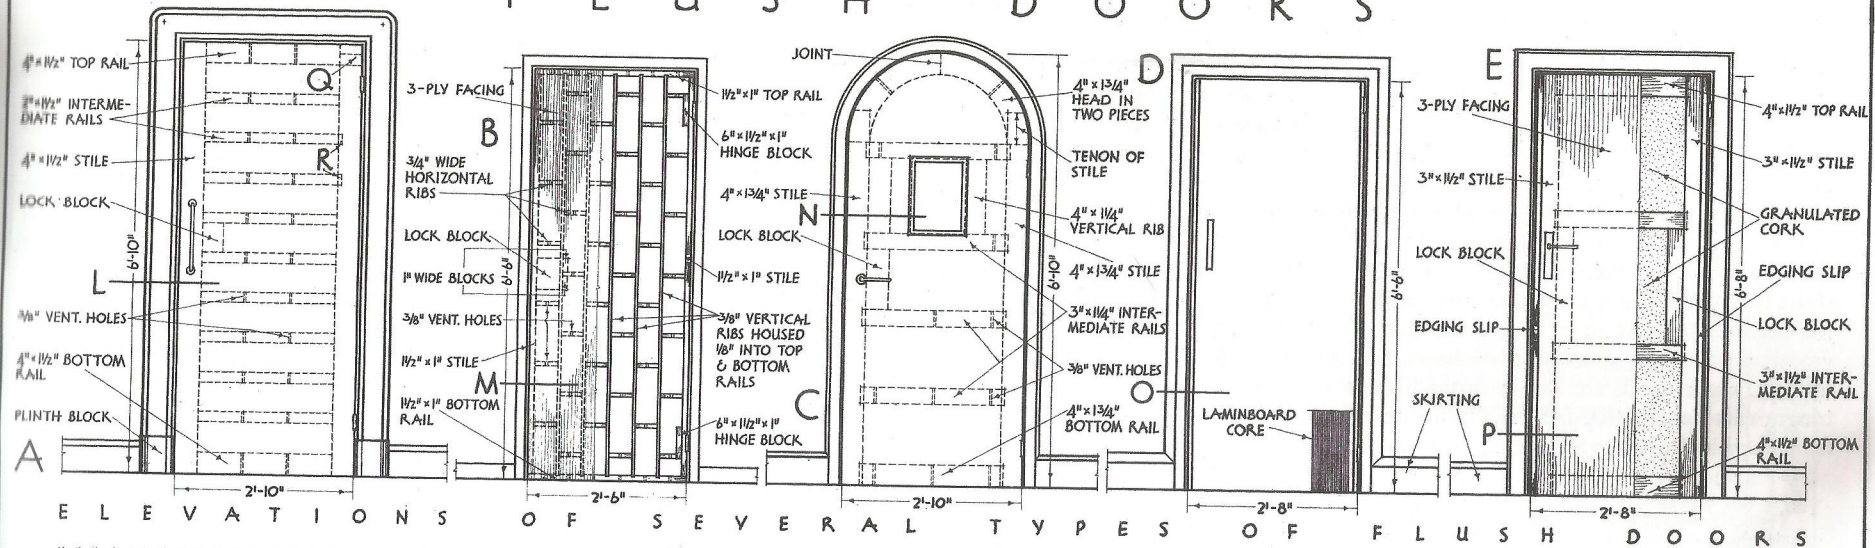 FLUSH DOORS
4" x 1½" TOP RAIL
2" x 1½" INTERME-
DIATE RAILS
4" x 1½" STILE
LOCK BLOCK
6'-10"
L
⅜" VENT. HOLES
4" x 1½" BOTTOM
RAIL
PLINTH BLOCK
A
Q
R
2'-10"
3-PLY FACING
B
¾" WIDE
HORIZONTAL
RIBS
LOCK BLOCK
1" WIDE BLOCKS
6'-6"
⅜" VENT. HOLES
1½" x 1" STILE
M
1½" x 1" BOTTOM
RAIL
1½" x 1" TOP RAIL
6" x 1½" x 1"
HINGE BLOCK
1½" x 1" STILE
⅜" VERTICAL
RIBS HOUSED
⅛" INTO TOP
& BOTTOM
RAILS
6" x 1½" x 1"
HINGE BLOCK
2'-6"
JOINT
4" x 1¾" STILE
N
LOCK BLOCK
C
4" x 1¾"
HEAD IN
TWO PIECES
TENON OF
STILE
4" x 1¼"
VERTICAL RIB
4" x 1¾" STILE
6'-10"
3" x 1¼" INTER-
MEDIATE RAILS
⅜" VENT. HOLES
4" x 1¾"
BOTTOM RAIL
2'-10"
D
O
LAMINBOARD
CORE
6'-6"
SKIRTING
2'-8"
E
3-PLY FACING
3" x 1½" STILE
LOCK BLOCK
EDGING SLIP
P
4" x 1½" TOP RAIL
3" x 1½" STILE
GRANULATED
CORK
EDGING SLIP
6'-8"
LOCK BLOCK
3" x 1½" INTER-
MEDIATE RAIL
4" x 1½" BOTTOM
RAIL
2'-8"
ELEVATIONS OF SEVERAL TYPES OF FLUSH DOORS